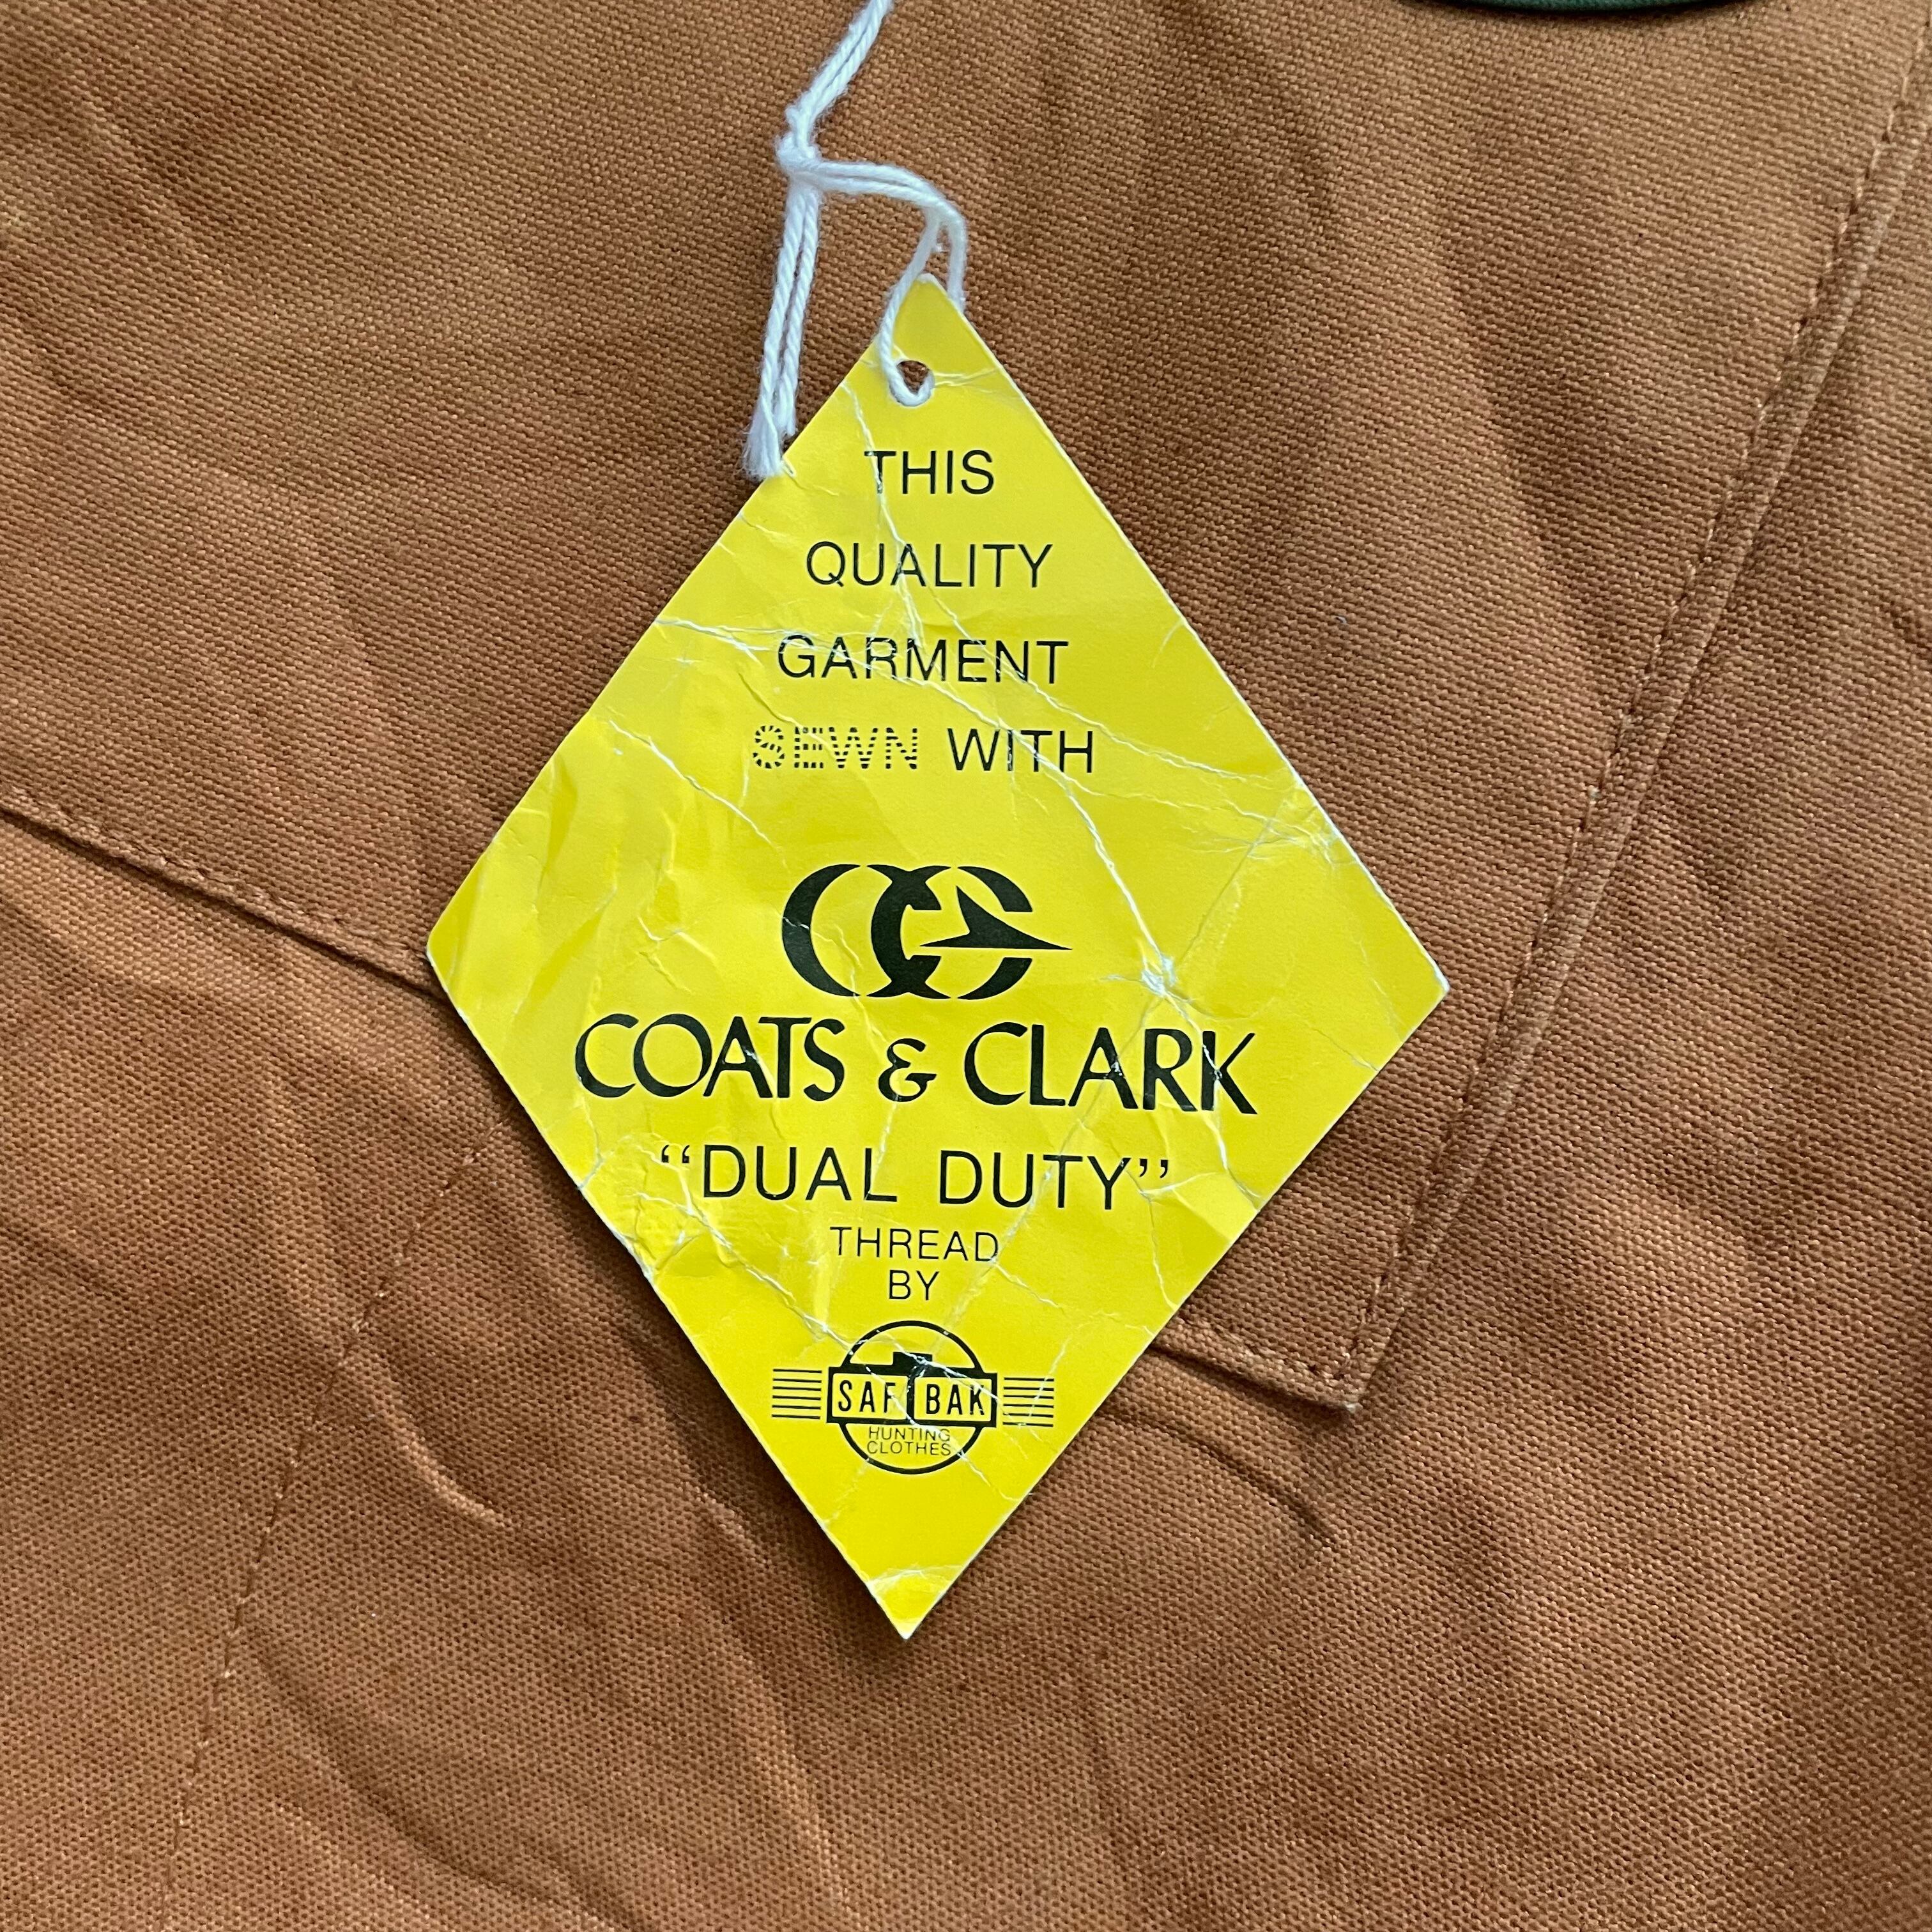 THIS
QUALITY
GARMENT
SEWN WITH
COATS & CLARK
“DUAL DUTY”
THREAD
BY
SAF T BAK
HUNTING
CLOTHES